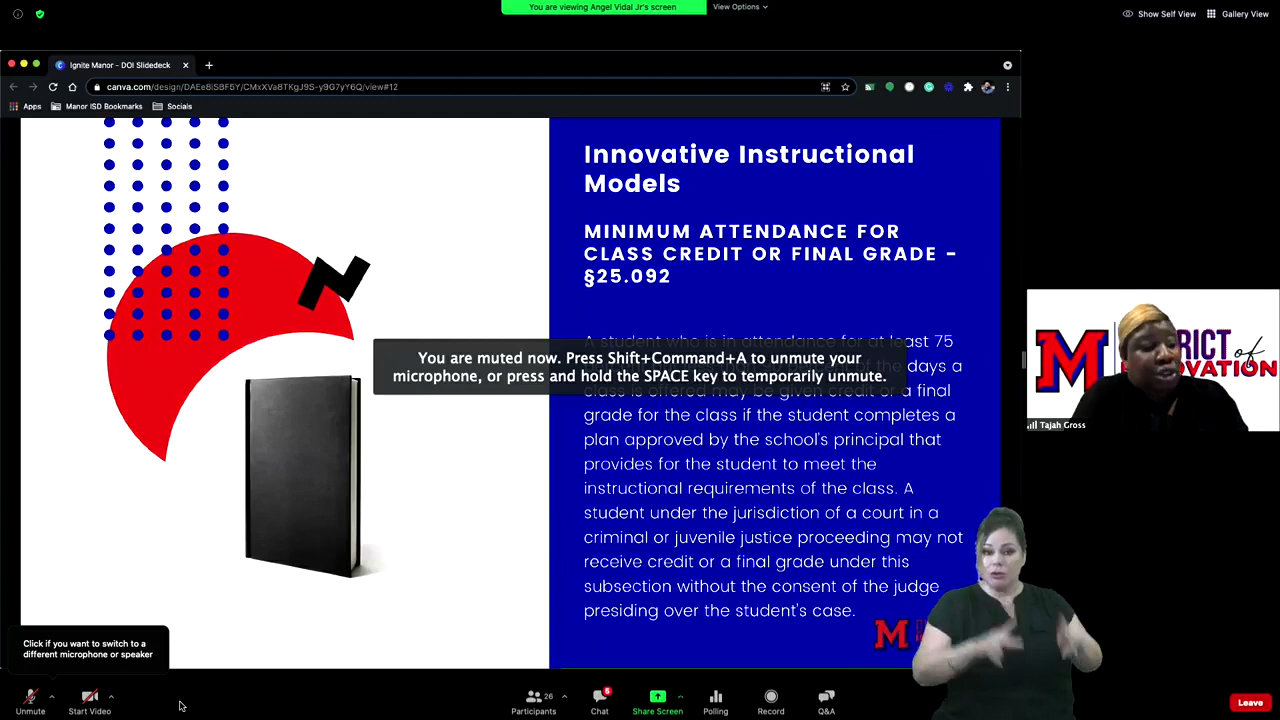 You are viewing Angel Vidal Jr's screen
View Options
Show Self View
Gallery View
Ignite Manor - DOI Slidedeck
canva.com/design/DAEe8iSBF5Y/CMxXVa8TKgJ9S-y9G7yY6Q/view#12
Apps
Manor ISD Bookmarks
Socials
Innovative Instructional
Models
MINIMUM ATTENDANCE FOR
CLASS CREDIT OR FINAL GRADE -
§25.092
A student who is in attendance for at least 75
the days a
class is offered may be given credit or a final
grade for the class if the student completes a
plan approved by the school's principal that
provides for the student to meet the
instructional requirements of the class. A
student under the jurisdiction of a court in a
criminal or juvenile justice proceeding may not
receive credit or a final grade under this
subsection without the consent of the judge
presiding over the student's case.
You are muted now. Press Shift+Command+A to unmute your
microphone, or press and hold the SPACE key to temporarily unmute.
M
M
of
Tajah Gross
Click if you want to switch to a
different microphone or speaker
Unmute
Start Video
26
Participants
6
Chat
Share Screen
Polling
Record
Q&A
Leave